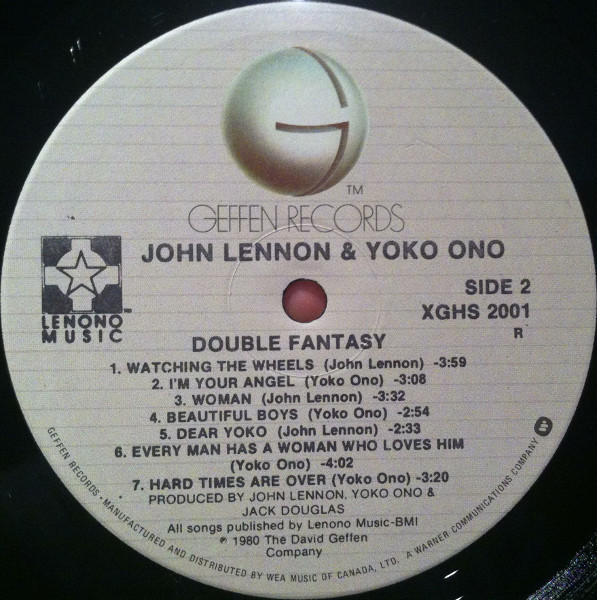 TM
GEFFEN RECORDS
JOHN LENNON & YOKO ONO
LENONO
MUSIC
SIDE 2
XGHS 2001
R
DOUBLE FANTASY
1. WATCHING THE WHEELS (John Lennon) -3:59
2. I'M YOUR ANGEL (Yoko Ono) -3:08
3. WOMAN (John Lennon) -3:32
4. BEAUTIFUL BOYS (Yoko Ono) -2:54
5. DEAR YOKO (John Lennon) -2:33
6. EVERY MAN HAS A WOMAN WHO LOVES HIM
(Yoko Ono) -4:02
7. HARD TIMES ARE OVER (Yoko Ono) -3:20
PRODUCED BY JOHN LENNON, YOKO ONO &
JACK DOUGLAS
All songs published by Lenono Music-BMI
℗ 1980 The David Geffen
Company
GEFFEN RECORDS · MANUFACTURED AND DISTRIBUTED BY WEA MUSIC OF CANADA, LTD. A WARNER COMMUNICATIONS COMPANY